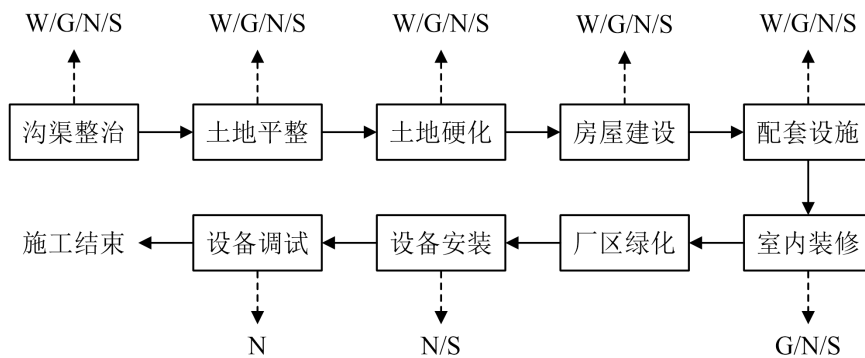 W/G/N/S W/G/N/S W/G/N/S W/G/N/S W/G/N/S
沟渠整治 土地平整 土地硬化 房屋建设 配套设施
施工结束 设备调试 设备安装 厂区绿化 室内装修
N N/S G/N/S